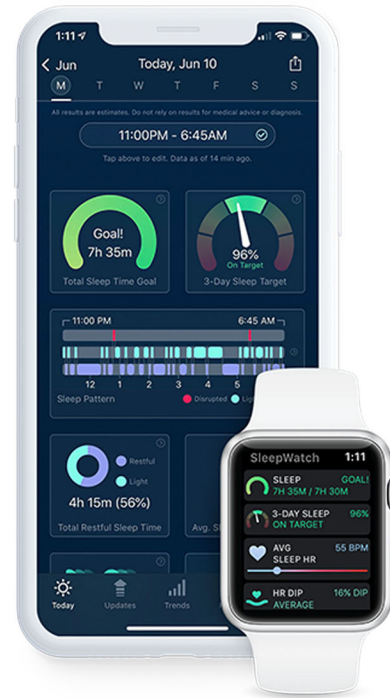 1:11
Jun
Today, Jun 10
M T W T F S S
All results are estimates. Do not rely on results for medical advice or diagnosis.
11:00PM - 6:45AM
Tap above to edit. Data as of 14 min ago.
Goal!
7h 35m
Total Sleep Time Goal
96%
On Target
3-Day Sleep Target
11:00 PM
6:45 AM
12 1 2 3 4 5
Sleep Pattern
Disrupted
Restful
Light
4h 15m (56%)
Total Restful Sleep Time
Avg.
Today
Updates
Trends
SleepWatch 1:11
SLEEP GOAL!
7H 35M / 7H 30M
3-DAY SLEEP 96%
ON TARGET
AVG 55 BPM
SLEEP HR
HR DIP 16% DIP
AVERAGE